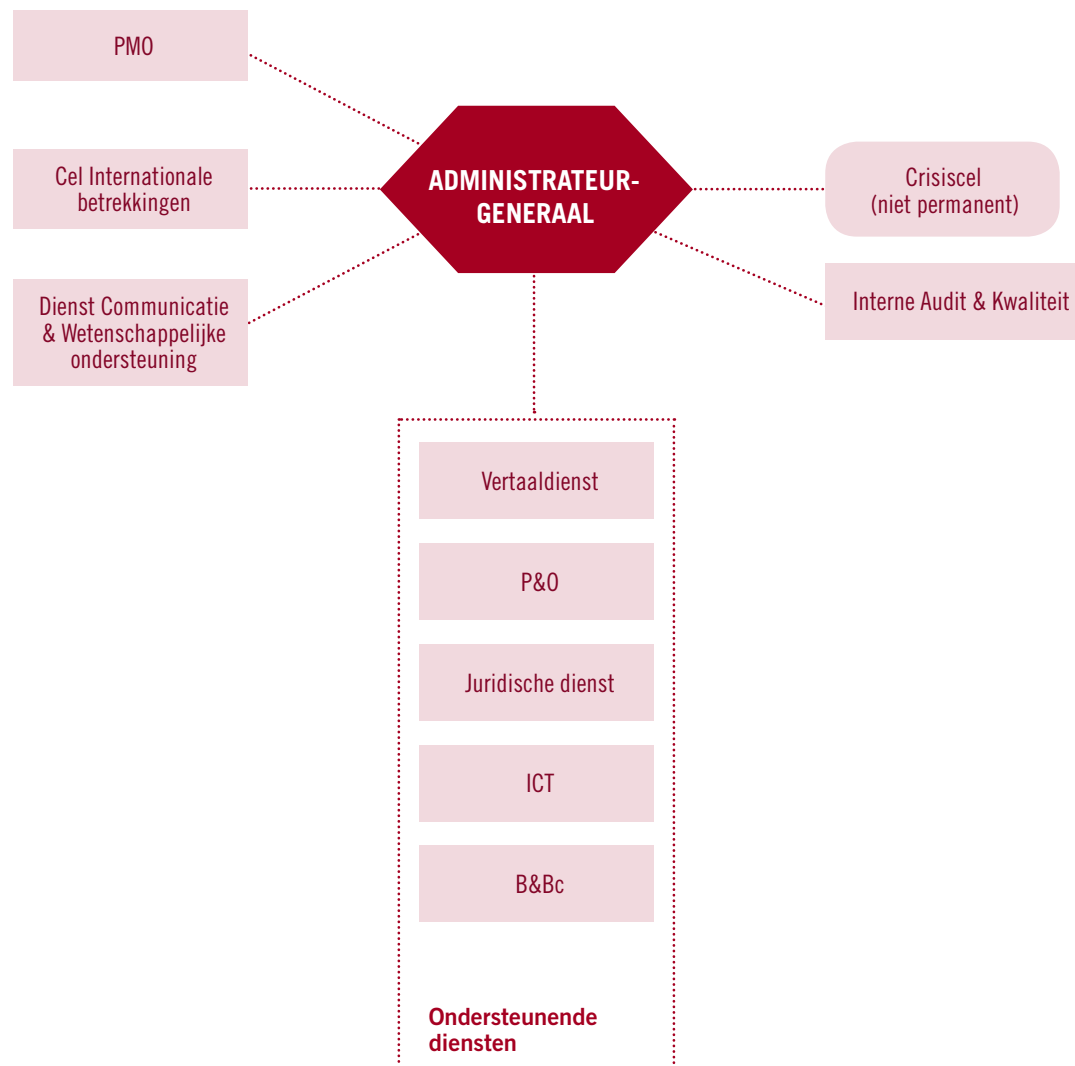 PMO
Cel Internationale
betrekkingen
Dienst Communicatie
& Wetenschappelijke
ondersteuning
ADMINISTRATEUR-
GENERAAL
Crisiscel
(niet permanent)
Interne Audit & Kwaliteit
Vertaaldienst
P&O
Juridische dienst
ICT
B&Bc
Ondersteunende
diensten